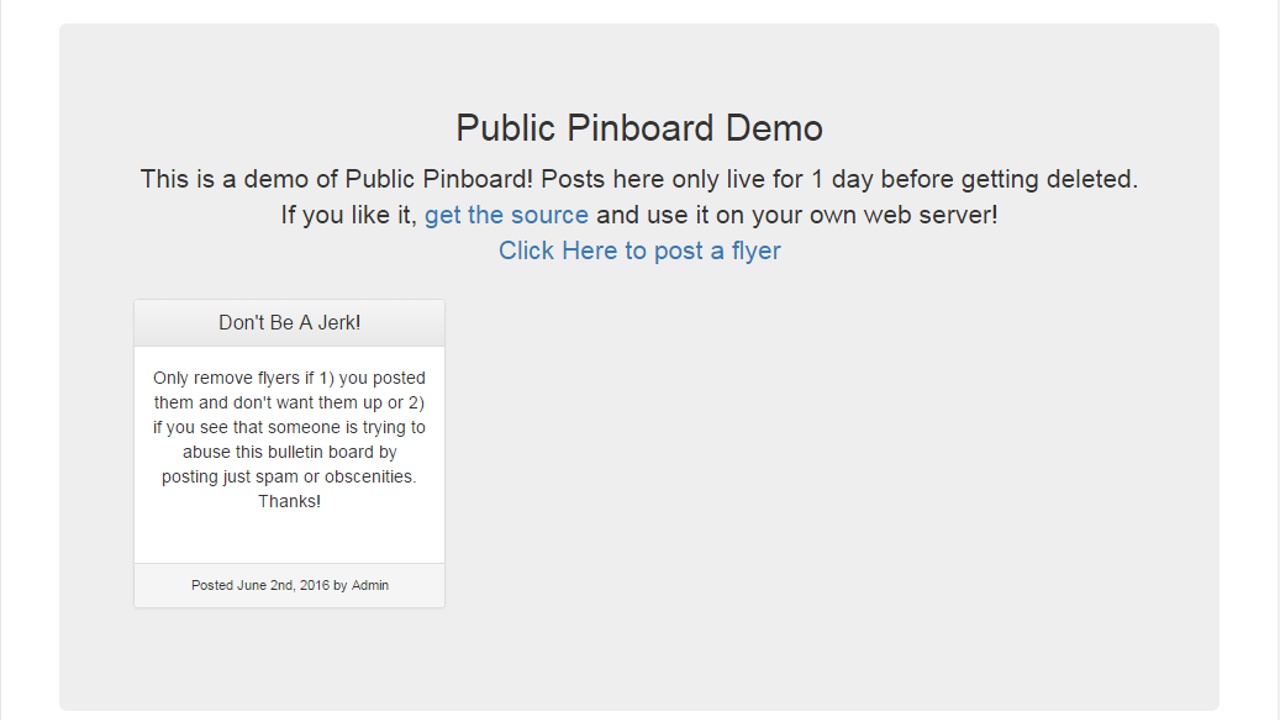 Public Pinboard Demo
This is a demo of Public Pinboard! Posts here only live for 1 day before getting deleted.
If you like it, get the source and use it on your own web server!
Click Here to post a flyer
Don't Be A Jerk!
Only remove flyers if 1) you posted
them and don't want them up or 2)
if you see that someone is trying to
abuse this bulletin board by
posting just spam or obscenities.
Thanks!
Posted June 2nd, 2016 by Admin